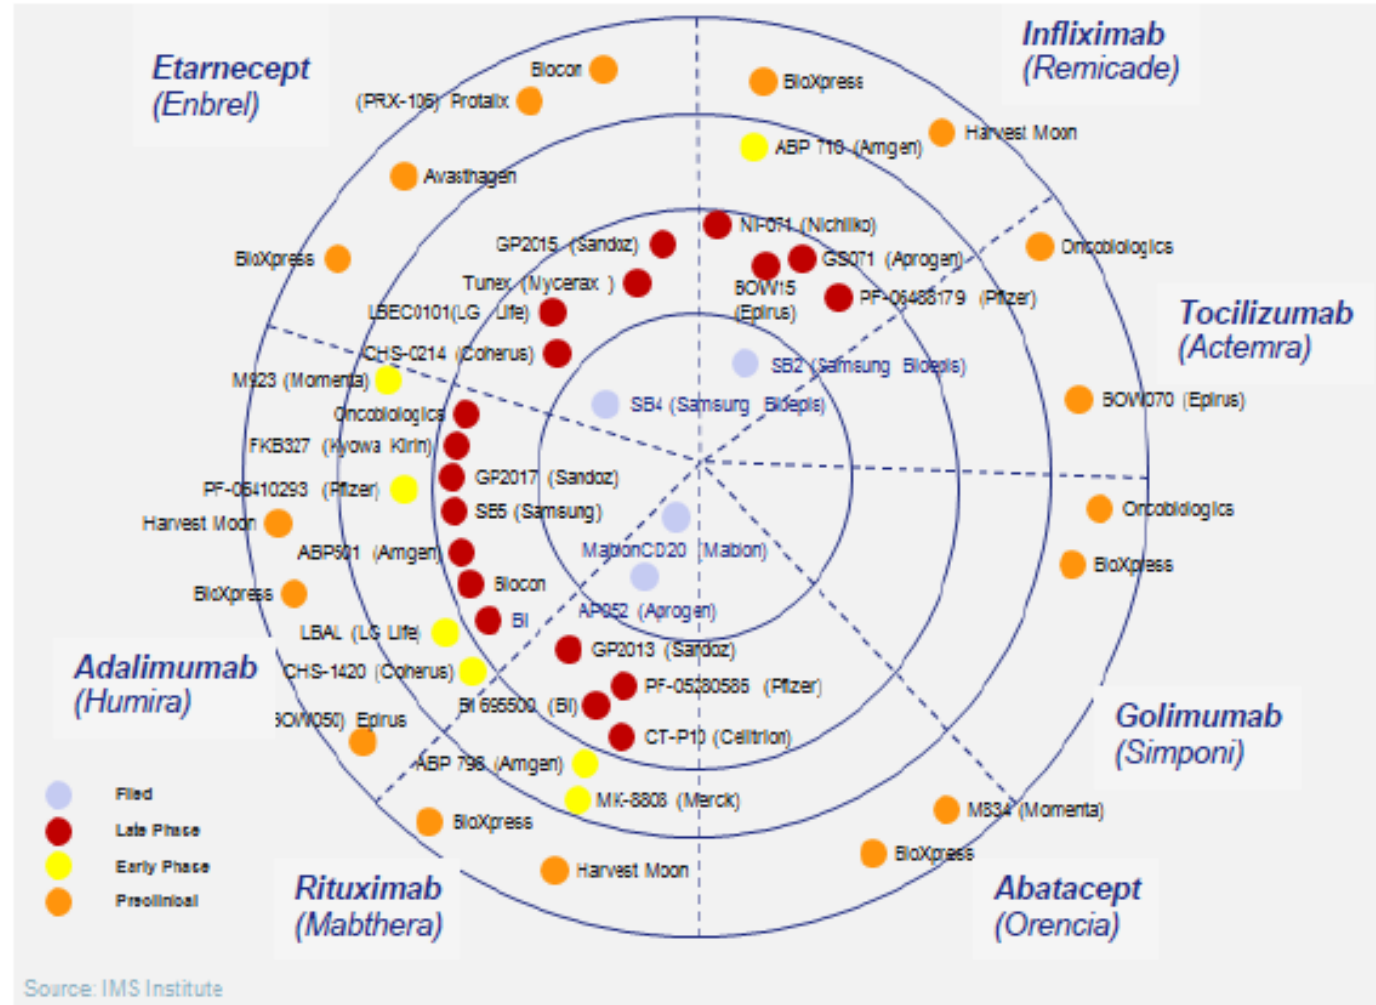 Etarnecept
(Enbrel)
Infliximab
(Remicade)
Biocon
(PRX-105) Protalix
Avasthagen
BioXpress
BioXpress
Harvest Moon
ABP 710 (Amgen)
NI-071 (Nichiiko)
GS071 (Aprogen)
BOW15
(Epirus)
PF-06488179 (Pfizer)
SB2 (Samsung Bioepis)
GP2015 (Sandoz)
Tunex (Mycerax )
LBEC0101(LG Life)
CHS-0214 (Coherus)
SB4 (Samsung Bioepis)
Oncobiologics
Tocilizumab
(Actemra)
BOW070 (Epirus)
M923 (Momenta)
Oncobiologics
FKB327 (Kyowa Kirin)
GP2017 (Sandoz)
PF-06410293 (Pfizer)
SB5 (Samsung)
Harvest Moon
ABP501 (Amgen)
Biocon
BioXpress
BI
LBAL (LG Life)
CHS-1420 (Coherus)
BOW050) Epirus
Adalimumab
(Humira)
Oncobiologics
BioXpress
Golimumab
(Simponi)
MabionCD20 (Mabion)
AP052 (Aprogen)
GP2013 (Sandoz)
PF-05280586 (Pfizer)
BI 695500 (BI)
CT-P10 (Celltrion)
ABP 798 (Amgen)
MK-8808 (Merck)
BioXpress
Harvest Moon
M834 (Momenta)
BioXpress
Filed
Late Phase
Early Phase
Preclinical
Rituximab
(Mabthera)
Abatacept
(Orencia)
Source: IMS Institute